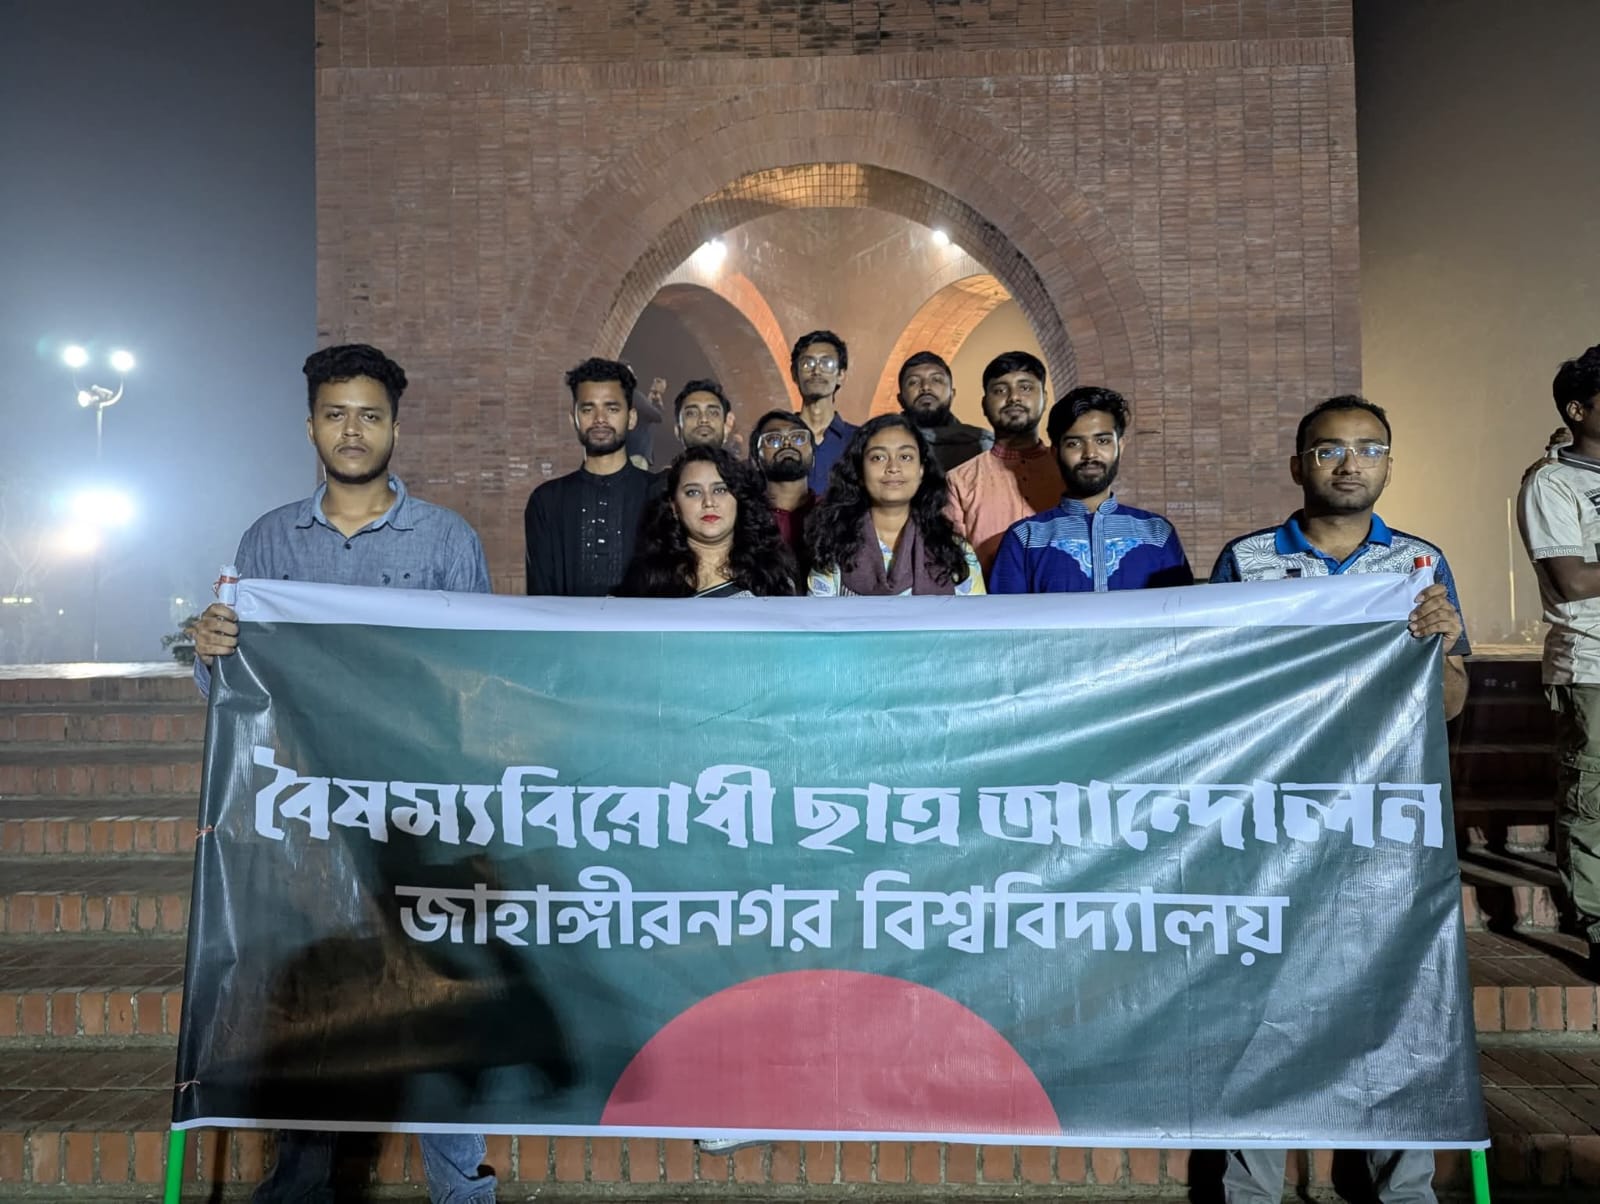 বৈষম্যবিরোধী ছাত্র আন্দোলন
জাহাঙ্গীরনগর বিশ্ববিদ্যালয়